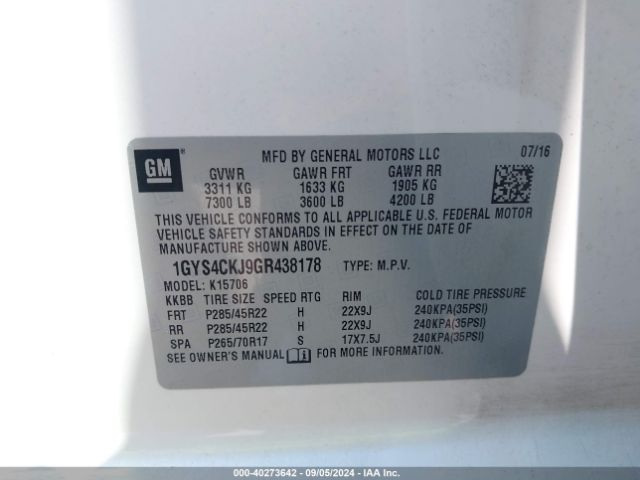 GM ®
MFD BY GENERAL MOTORS LLC 07/16
GVWR GAWR FRT GAWR RR
3311 KG 1633 KG 1905 KG
7300 LB 3600 LB 4200 LB
THIS VEHICLE CONFORMS TO ALL APPLICABLE U.S. FEDERAL MOTOR
VEHICLE SAFETY STANDARDS IN EFFECT ON THE DATE OF
MANUFACTURE SHOWN ABOVE.
1GYS4CKJ9GR438178 TYPE: M.P.V.
MODEL: K15706
KKBB TIRE SIZE SPEED RTG RIM COLD TIRE PRESSURE
FRT P285/45R22 H 22X9J 240KPA(35PSI)
RR P285/45R22 H 22X9J 240KPA(35PSI)
SPA P265/70R17 S 17X7.5J 240KPA(35PSI)
SEE OWNER'S MANUAL FOR MORE INFORMATION.
000-40273642 / 09/05/2024 - IAA Inc.